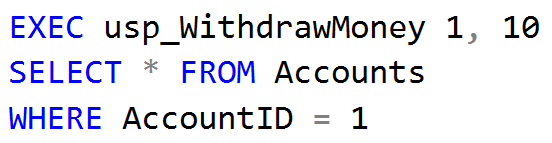 EXEC usp_WithdrawMoney 1, 10
SELECT * FROM Accounts
WHERE AccountID = 1